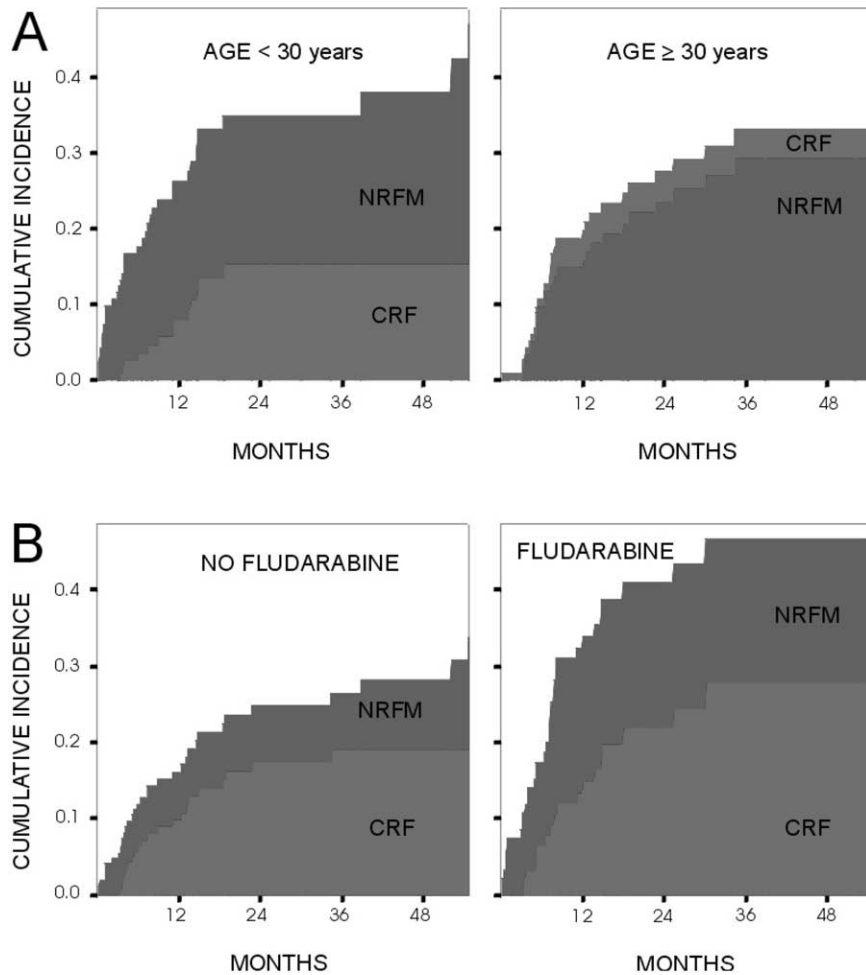 A
AGE < 30 years
AGE ≥ 30 years
CUMULATIVE INCIDENCE
0.4
0.3
0.2
0.1
0.0
NRFM
CRF
CRF
NRFM
12 24 36 48
12 24 36 48
MONTHS
MONTHS
B
NO FLUDARABINE
FLUDARABINE
CUMULATIVE INCIDENCE
0.4
0.3
0.2
0.1
0.0
NRFM
CRF
NRFM
CRF
12 24 36 48
12 24 36 48
MONTHS
MONTHS